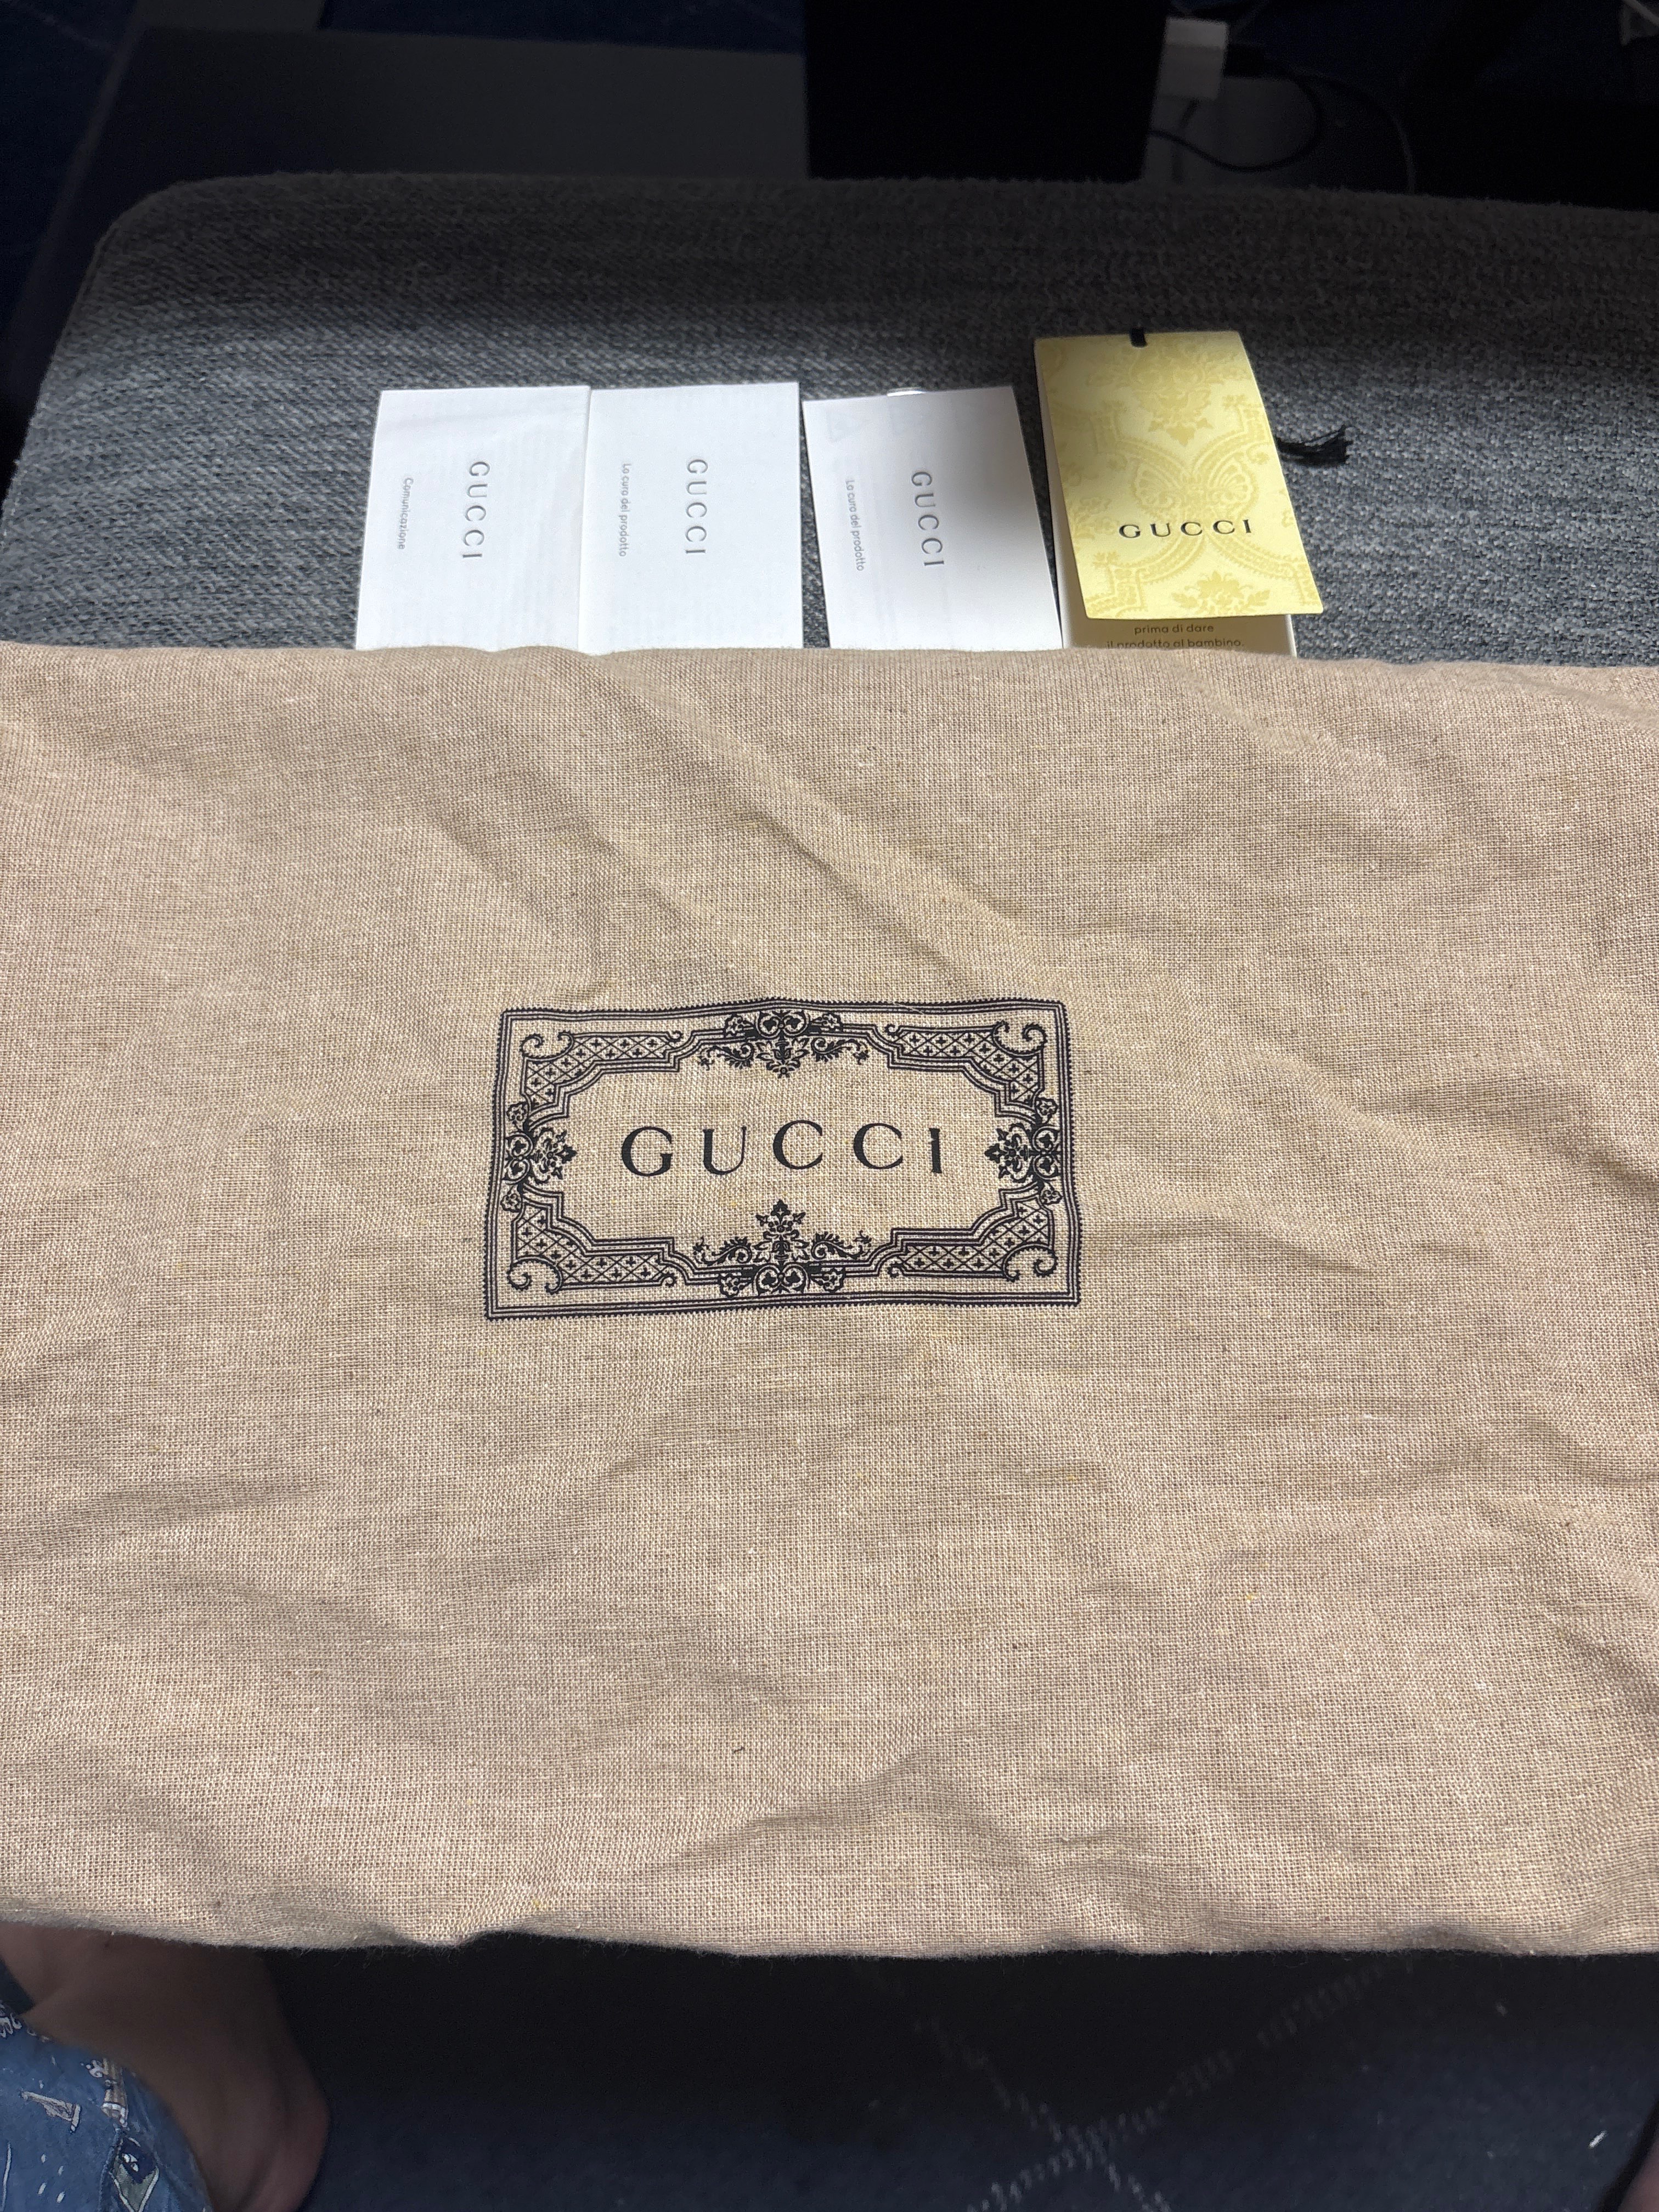 GUCCI
Comunicazione
GUCCI
La cura del prodotto
GUCCI
La cura del prodotto
GUCCI
prima di dare
il prodotto al bambino
GUCCI